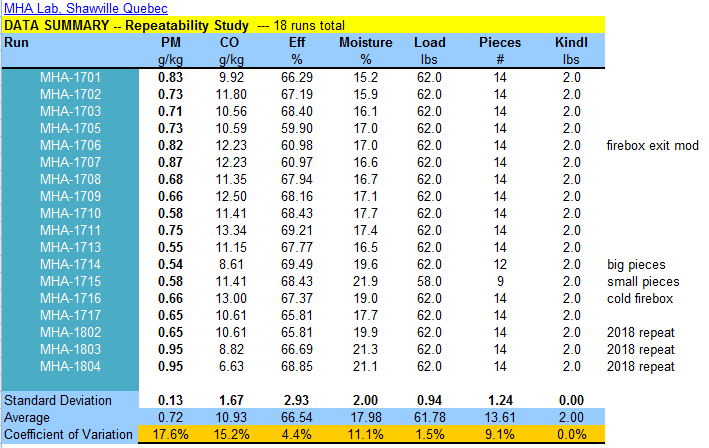 MHA Lab, Shawville Quebec
DATA SUMMARY -- Repeatability Study --- 18 runs total
Run PM CO Eff Moisture Load Pieces Kindl
g/kg g/kg % % lbs # lbs
MHA-1701 0.83 9.92 66.29 15.2 62.0 14 2.0
MHA-1702 0.73 11.80 67.19 15.9 62.0 14 2.0
MHA-1703 0.71 10.56 68.40 16.1 62.0 14 2.0
MHA-1705 0.73 10.59 59.90 17.0 62.0 14 2.0
MHA-1706 0.82 12.23 60.98 17.0 62.0 14 2.0 firebox exit mod
MHA-1707 0.87 12.23 60.97 16.6 62.0 14 2.0
MHA-1708 0.68 11.35 67.94 16.7 62.0 14 2.0
MHA-1709 0.66 12.50 68.16 17.1 62.0 14 2.0
MHA-1710 0.58 11.41 68.43 17.7 62.0 14 2.0
MHA-1711 0.75 13.34 69.21 17.4 62.0 14 2.0
MHA-1713 0.55 11.15 67.77 16.5 62.0 14 2.0
MHA-1714 0.54 8.61 69.49 19.6 62.0 12 2.0 big pieces
MHA-1715 0.58 11.41 68.43 21.9 58.0 9 2.0 small pieces
MHA-1716 0.66 13.00 67.37 19.0 62.0 14 2.0 cold firebox
MHA-1717 0.65 10.61 65.81 17.7 62.0 14 2.0
MHA-1802 0.65 10.61 65.81 19.9 62.0 14 2.0 2018 repeat
MHA-1803 0.95 8.82 66.69 21.3 62.0 14 2.0 2018 repeat
MHA-1804 0.95 6.63 68.85 21.1 62.0 14 2.0 2018 repeat
Standard Deviation 0.13 1.67 2.93 2.00 0.94 1.24 0.00
Average 0.72 10.93 66.54 17.98 61.78 13.61 2.00
Coefficient of Variation 17.6% 15.2% 4.4% 11.1% 1.5% 9.1% 0.0%